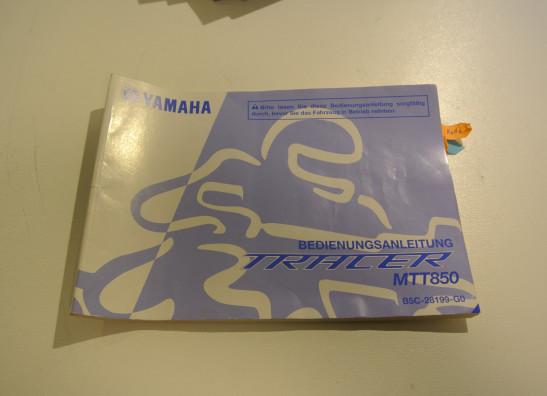 YAMAHA
Bitte lesen Sie diese Bedienungsanleitung sorgfältig
durch, bevor Sie das Fahrzeug in Betrieb nehmen.
BEDIENUNGSANLEITUNG
TRACER
MTT850
B5C-28199-G0